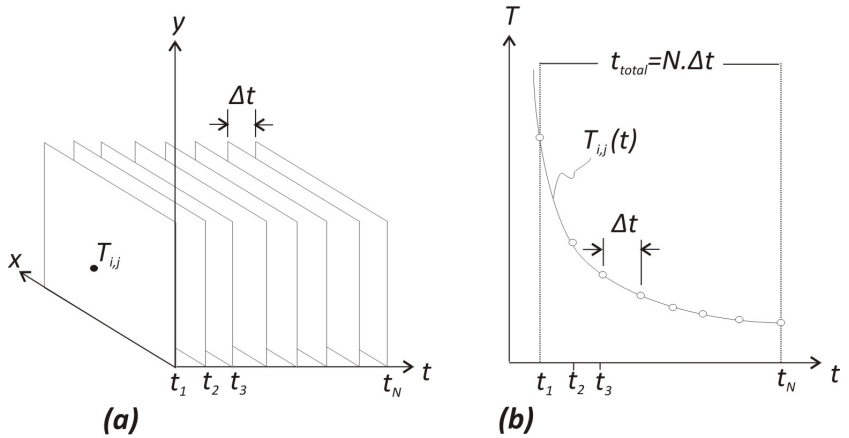 y
Δt
T_{i,j}
x
t_1 t_2 t_3 t_N t
(a)
T
t_{total}=N.Δt
T_{i,j}(t)
Δt
t_1 t_2 t_3 t_N t
(b)